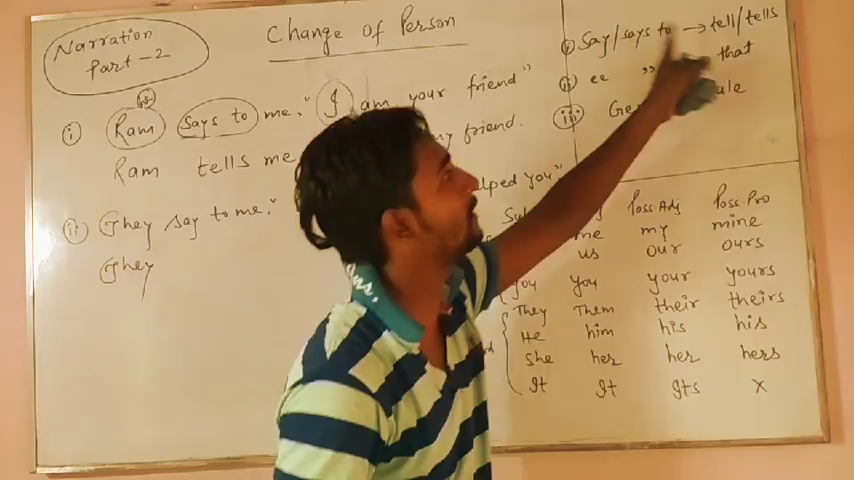 Narration
Part-2
Change of Person
(i) Ram says to me, "I am your friend"
He
Ram tells me my friend.
(ii) They say to me, " helped you"
They
(i) Say/says to → tell/tells
(ii) " " that
(iii) Ge ule
Poss.Adj Poss.Pro
me my mine
us our ours
you you your yours
They Them their theirs
He him his his
She her her hers
It It Its X